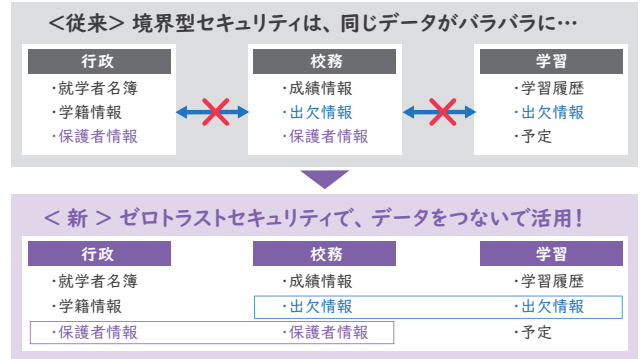 <従来> 境界型セキュリティは、同じデータがバラバラに…
行政
・就学者名簿
・学籍情報
・保護者情報
校務
・成績情報
・出欠情報
・保護者情報
学習
・学習履歴
・出欠情報
・予定
< 新 > ゼロトラストセキュリティで、データをつないで活用!
行政
・就学者名簿
・学籍情報
・保護者情報
校務
・成績情報
・出欠情報
・保護者情報
学習
・学習履歴
・出欠情報
・予定